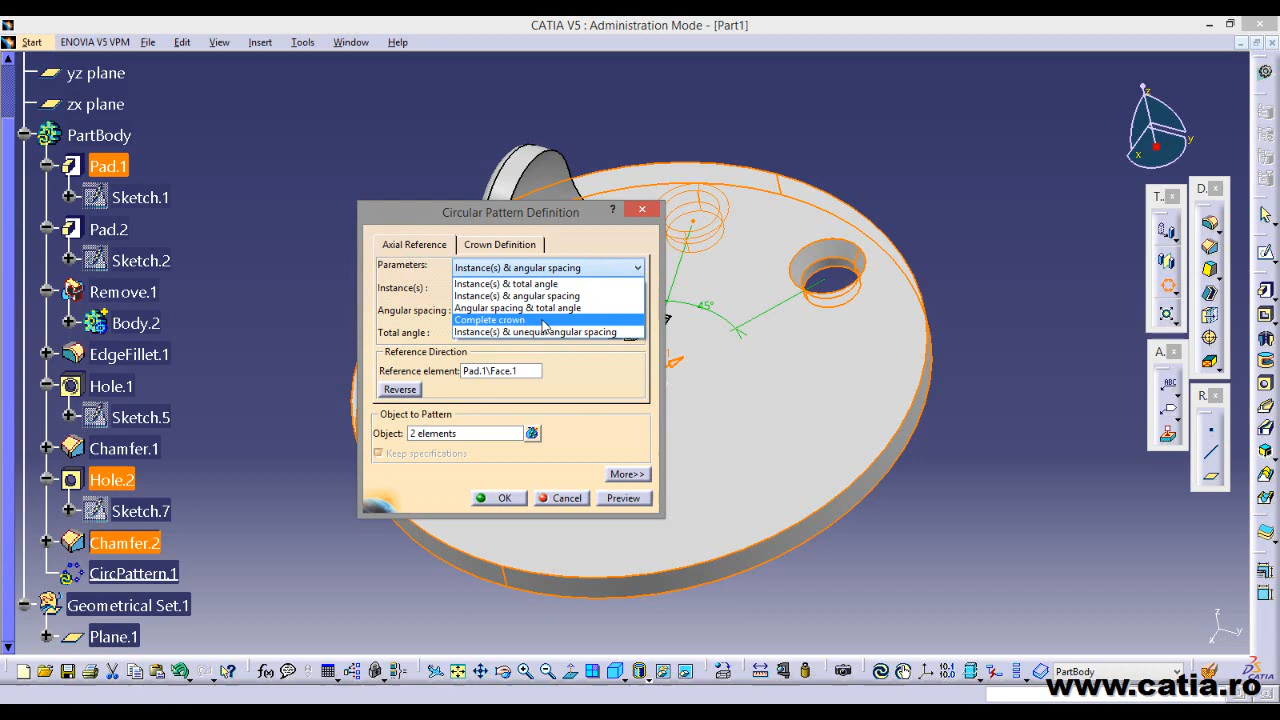 CATIA V5 : Administration Mode - [Part1]
Start ENOVIA V5 VPM File Edit View Insert Tools Window Help
yz plane
zx plane
PartBody
Pad.1
Sketch.1
Pad.2
Sketch.2
Remove.1
Body.2
EdgeFillet.1
Hole.1
Sketch.5
Chamfer.1
Hole.2
Sketch.7
Chamfer.2
CircPattern.1
Geometrical Set.1
Plane.1
Circular Pattern Definition ?
Axial Reference Crown Definition
Parameters: Instance(s) & angular spacing
Instance(s) & total angle
Instance(s) : Instance(s) & angular spacing
Angular spacing : Angular spacing & total angle
Complete crown
Total angle : Instance(s) & unequal angular spacing
Reference Direction
Reference element: Pad.1\Face.1
Reverse
Object to Pattern
Object: 2 elements
Keep specifications
More>>
OK Cancel Preview
45°
z
y
x
T...
D...
A...
R...
ABC
z
x y
f(x)
10.1
PartBody
www.catia.ro